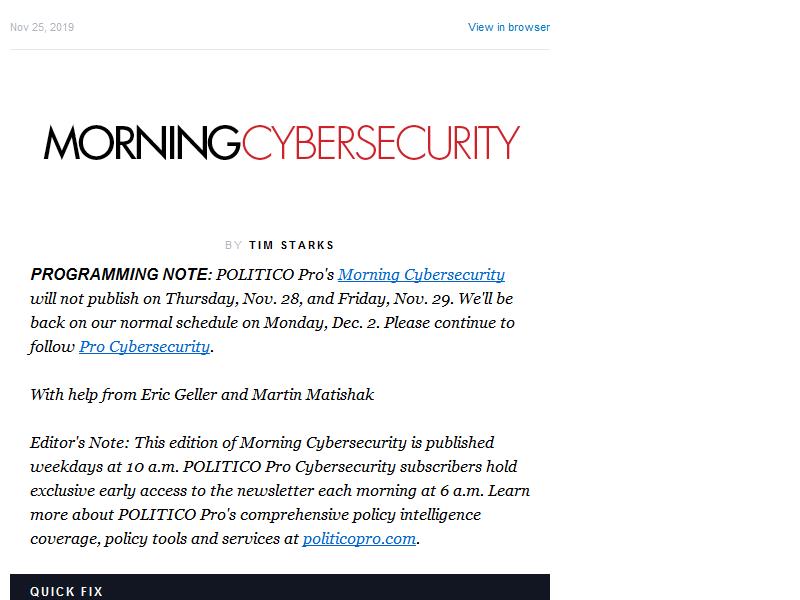 Nov 25, 2019
View in browser
MORNINGCYBERSECURITY
BY TIM STARKS
PROGRAMMING NOTE: POLITICO Pro's Morning Cybersecurity
will not publish on Thursday, Nov. 28, and Friday, Nov. 29. We'll be
back on our normal schedule on Monday, Dec. 2. Please continue to
follow Pro Cybersecurity.
With help from Eric Geller and Martin Matishak
Editor's Note: This edition of Morning Cybersecurity is published
weekdays at 10 a.m. POLITICO Pro Cybersecurity subscribers hold
exclusive early access to the newsletter each morning at 6 a.m. Learn
more about POLITICO Pro's comprehensive policy intelligence
coverage, policy tools and services at politicopro.com.
QUICK FIX